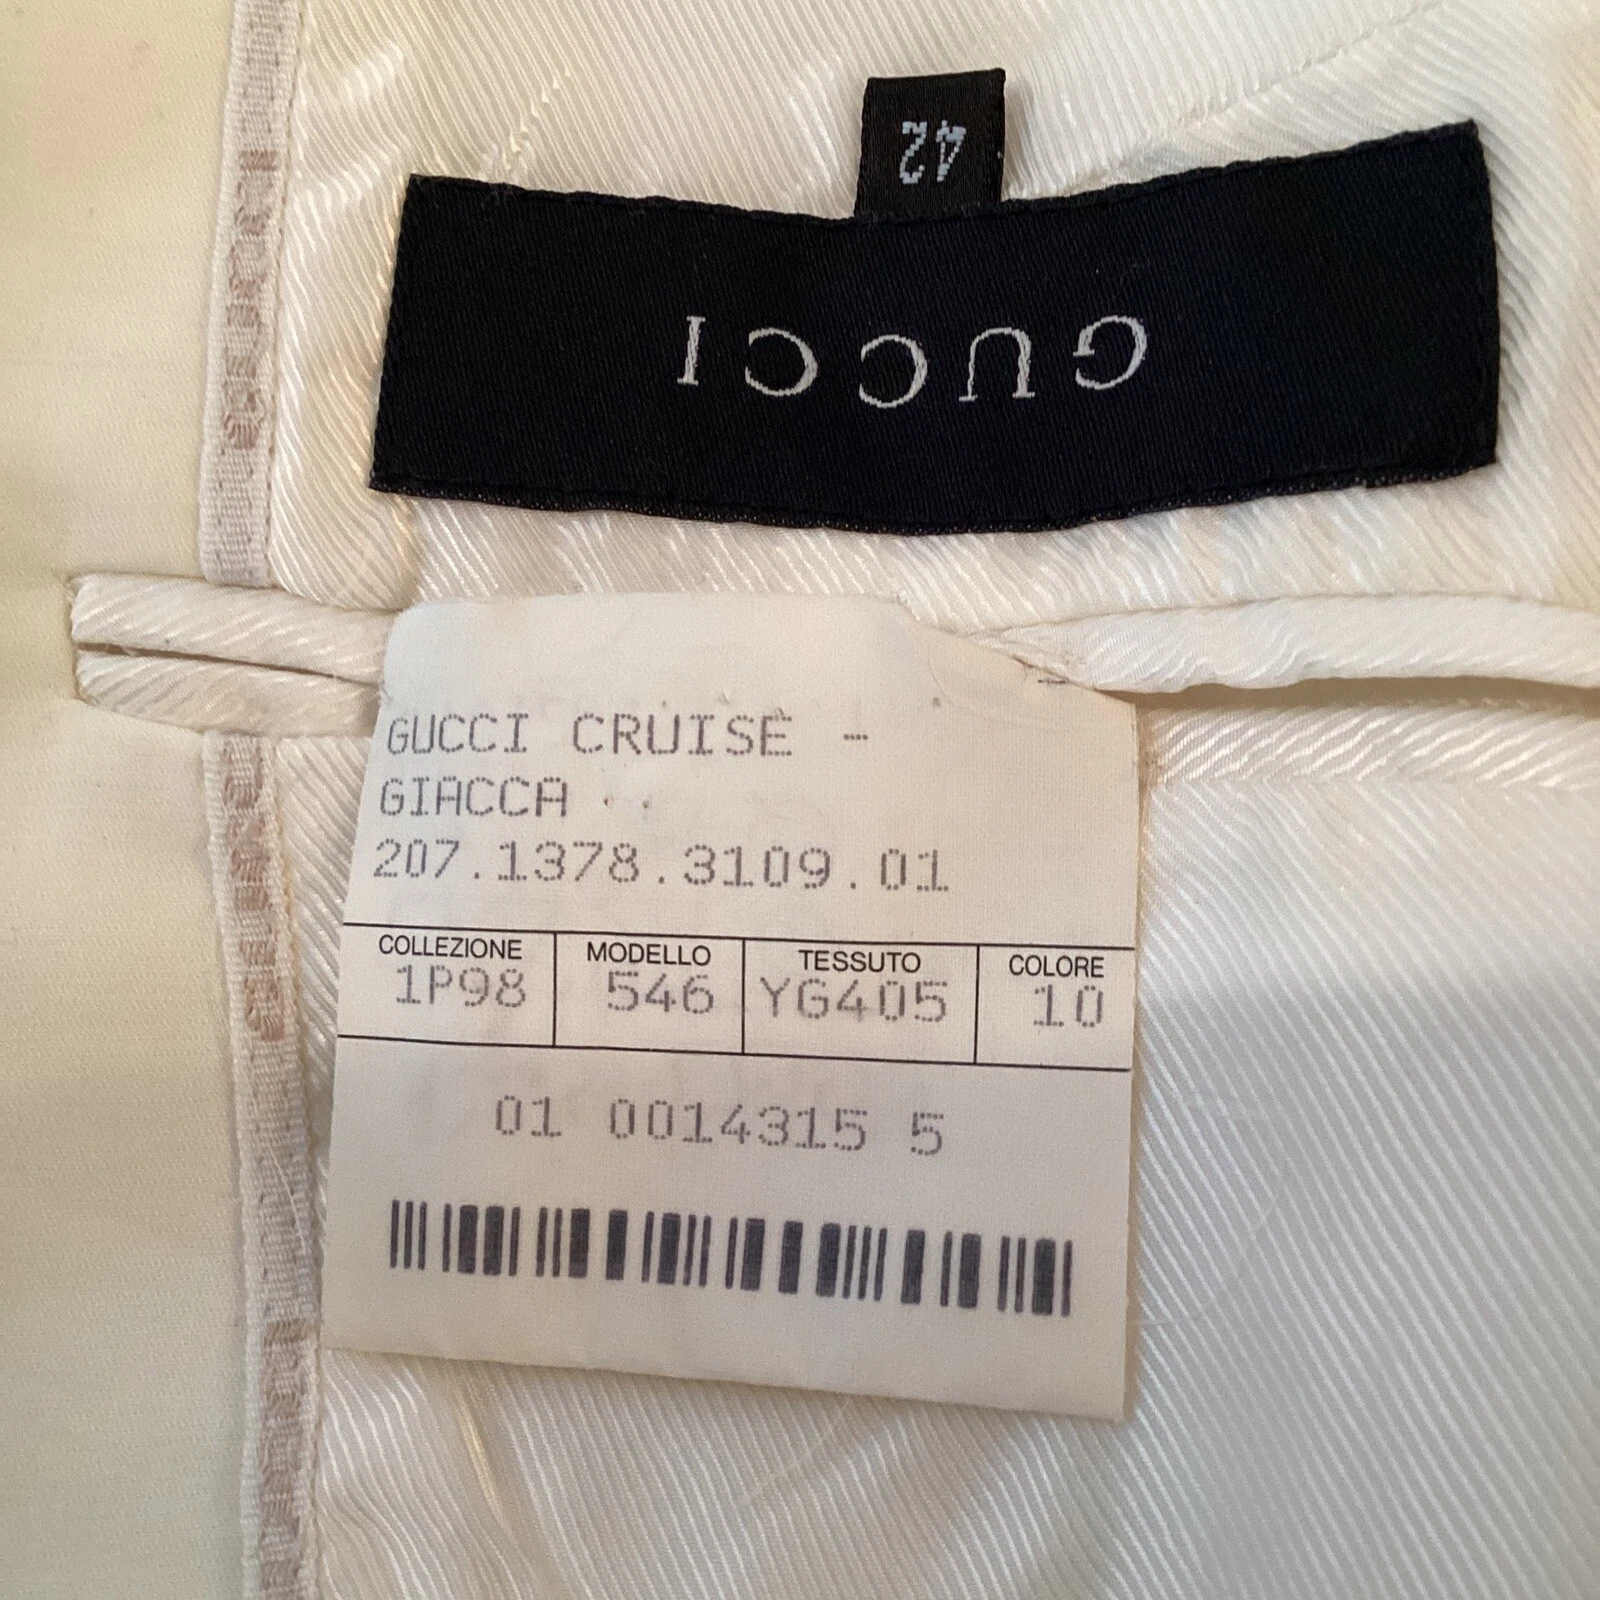 42
GUCCI
GUCCI CRUISE -
GIACCA
207.1378.3109.01
COLLEZIONE MODELLO TESSUTO COLORE
1P98 546 YG405 10
01 0014315 5